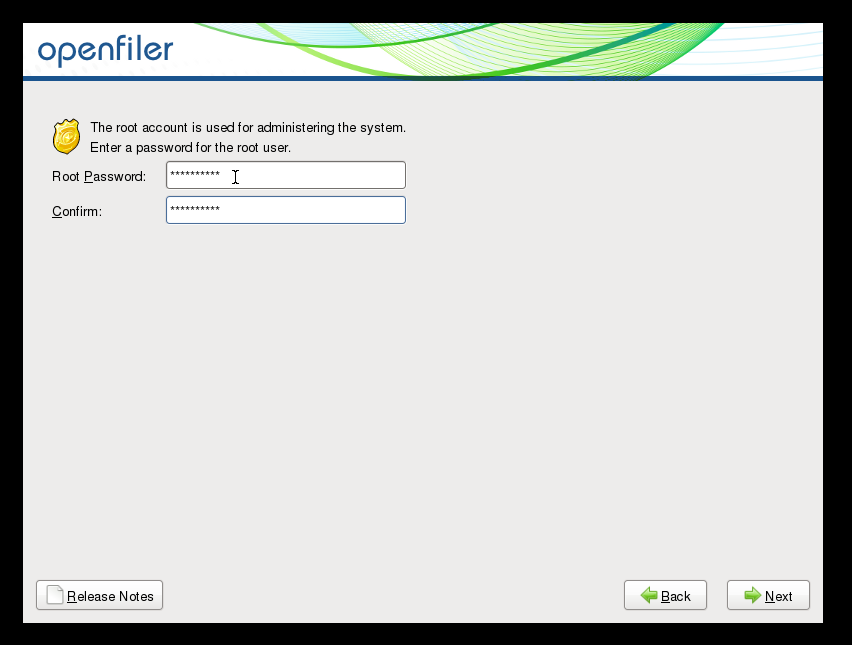 openfiler
The root account is used for administering the system.
Enter a password for the root user.
Root Password: **********
Confirm: **********
Release Notes
Back
Next